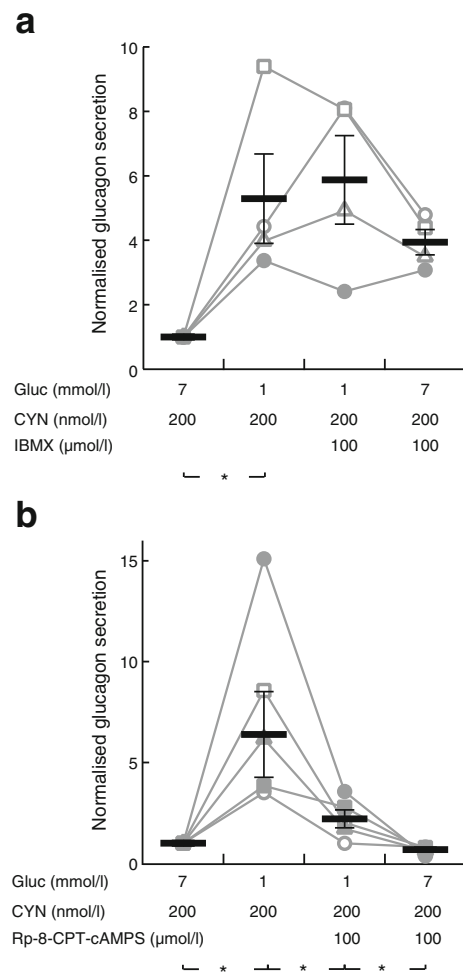 a
10
8
6
4
2
0
Normalised glucagon secretion
Gluc (mmol/l) 7 1 1 7
CYN (nmol/l) 200 200 200 200
IBMX (µmol/l) 100 100
*
b
15
10
5
0
Normalised glucagon secretion
Gluc (mmol/l) 7 1 1 7
CYN (nmol/l) 200 200 200 200
Rp-8-CPT-cAMPS (µmol/l) 100 100
* * *